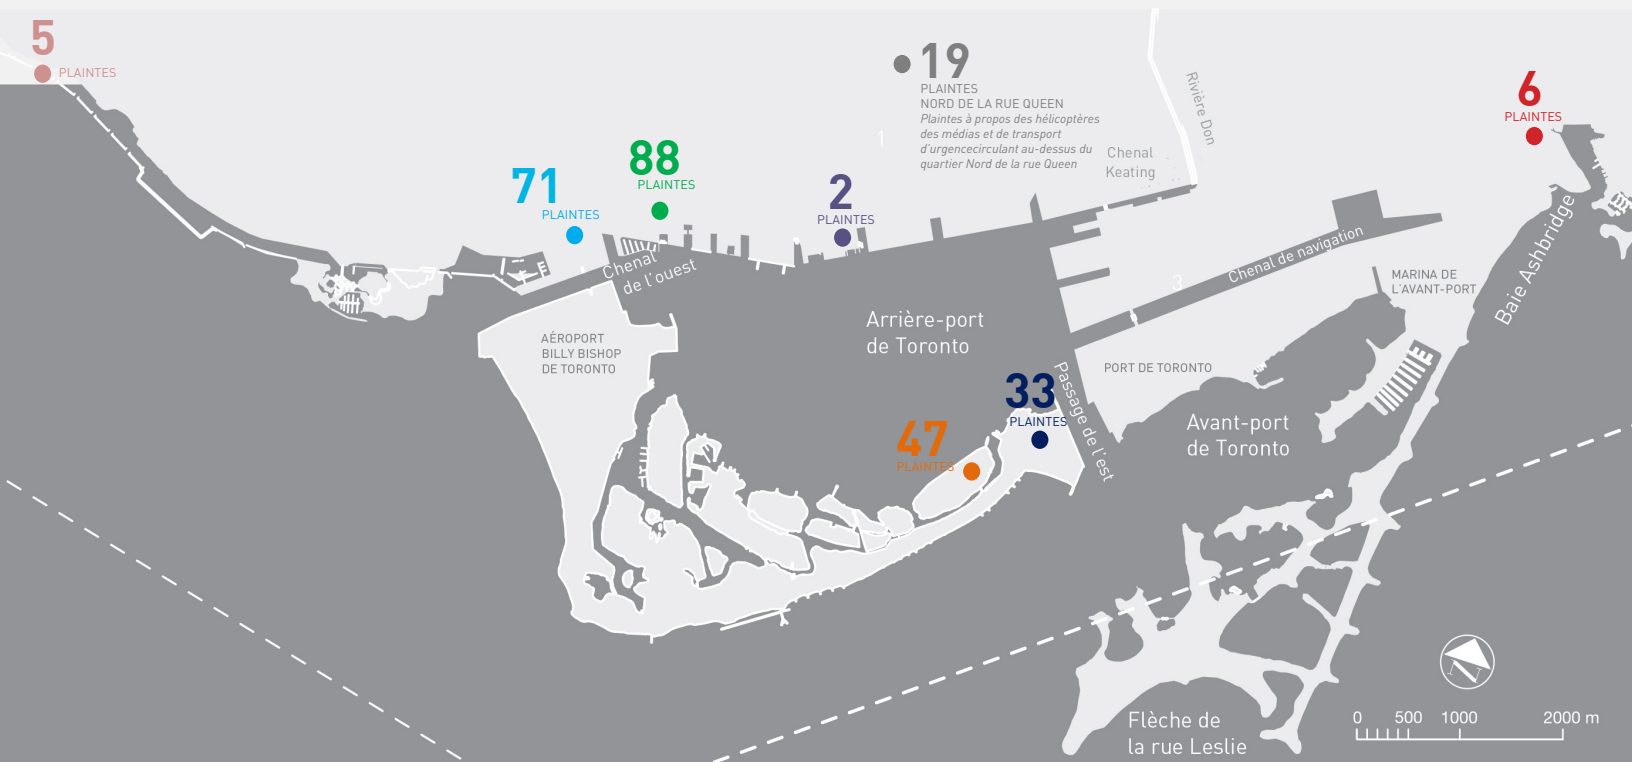 5
PLAINTES
19
PLAINTES
NORD DE LA RUE QUEEN
Plaintes à propos des hélicoptères
des médias et de transport
d'urgencecirculant au-dessus du
quartier Nord de la rue Queen
1
Rivière Don
Chenal
Keating
6
PLAINTES
71
PLAINTES
88
PLAINTES
2
PLAINTES
Chenal
de l'ouest
3
Chenal de navigation
MARINA DE
L'AVANT-PORT
Baie Ashbridge
AÉROPORT
BILLY BISHOP
DE TORONTO
Arrière-port
de Toronto
PORT DE TORONTO
Passage de l'est
33
PLAINTES
47
PLAINTES
Avant-port
de Toronto
N
Flèche de
la rue Leslie
0 500 1000 2000 m